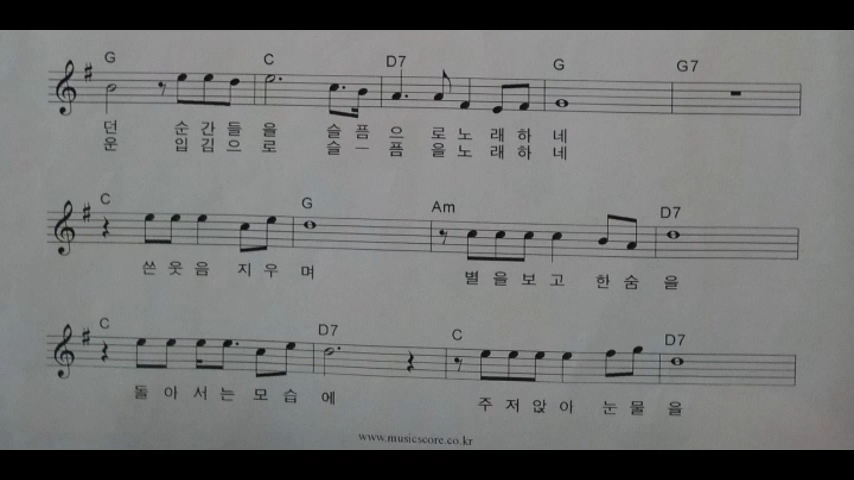 G C D7 G G7
던 순간들을 슬픔으로노래하네
운 입김으로 슬ー픔을노래하네
C G Am D7
쓴웃음지우며 별을보고한숨을
C D7 C D7
돌아서는모습에 주저앉아눈물을
www.musicscore.co.kr